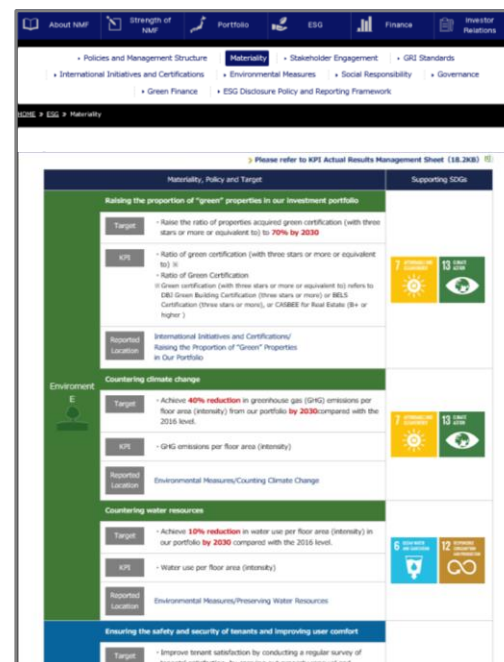 About NMF
Strength of
NMF
Portfolio
ESG
Finance
Investor
Relations
Policies and Management Structure
Materiality
Stakeholder Engagement
GRI Standards
International Initiatives and Certifications
Environmental Measures
Social Responsibility
Governance
Green Finance
ESG Disclosure Policy and Reporting Framework
HOME » ESG » Materiality
Please refer to KPI Actual Results Management Sheet (18.2KB)
Materiality, Policy and Target
Supporting SDGs
Raising the proportion of "green" properties in our investment portfolio
Target
・Raise the ratio of properties acquired green certification (with three
stars or more or equivalent to) to 70% by 2030
KPI
・Ratio of green certification (with three stars or more or equivalent
to) ※
・Ratio of Green Certification
※Green certification (with three stars or more or equivalent to) refers to
DBJ Green Building Certification (three stars or more) or BELS
Certification (three stars or more), or CASBEE for Real Estate (B+ or
higher )
7
13 CLIMATE
ACTION
Reported
Location
International Initiatives and Certifications/
Raising the Proportion of "Green" Properties
in Our Portfolio
Enviroment
E
Countering climate change
Target
・Achieve 40% reduction in greenhouse gas (GHG) emissions per
floor area (intensity) from our portfolio by 2030compared with the
2016 level.
KPI
・GHG emissions per floor area (intensity)
7
13 CLIMATE
ACTION
Reported
Location
Environmental Measures/Counting Climate Change
Countering water resources
Target
・Achieve 10% reduction in water use per floor area (intensity) in
our portfolio by 2030 compared with the 2016 level.
KPI
・Water use per floor area (intensity)
6 CLEAN WATER
AND SANITATION
12 RESPONSIBLE
CONSUMPTION
Reported
Location
Environmental Measures/Preserving Water Resources
Ensuring the safety and security of tenants and improving user comfort
Target
・Improve tenant satisfaction by conducting a regular survey of